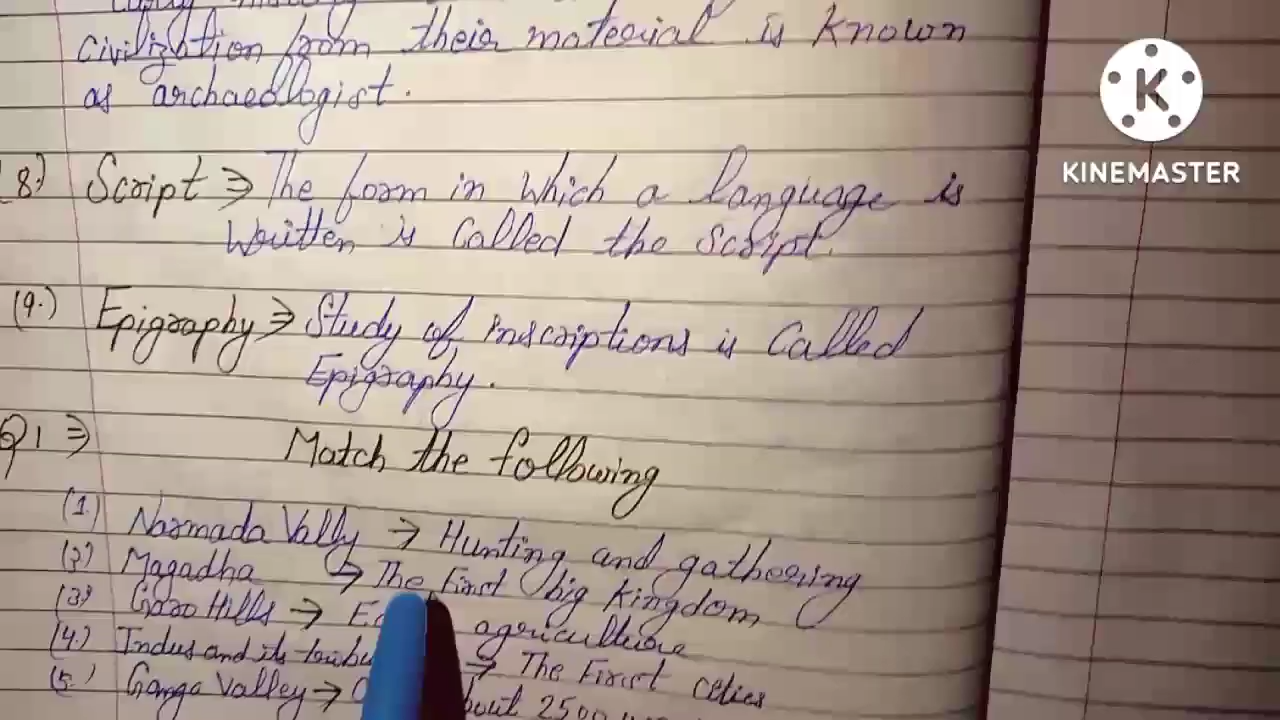 Civilization from their material is known
as archaeologist.
(8.) Script ⇒ The form in which a language is
Written is Called the Script.
(9.) Epigraphy ⇒ Study of inscriptions is Called
Epigraphy.
Q1 ⇒ Match the following
(1.) Narmada Vally → Hunting and gathering
(2) Magadha → The First big Kingdom
(3) Garo Hills → agriculture
(4.) Indus and its → The First cities
(5.) Ganga Valley → 2500
K
KINEMASTER